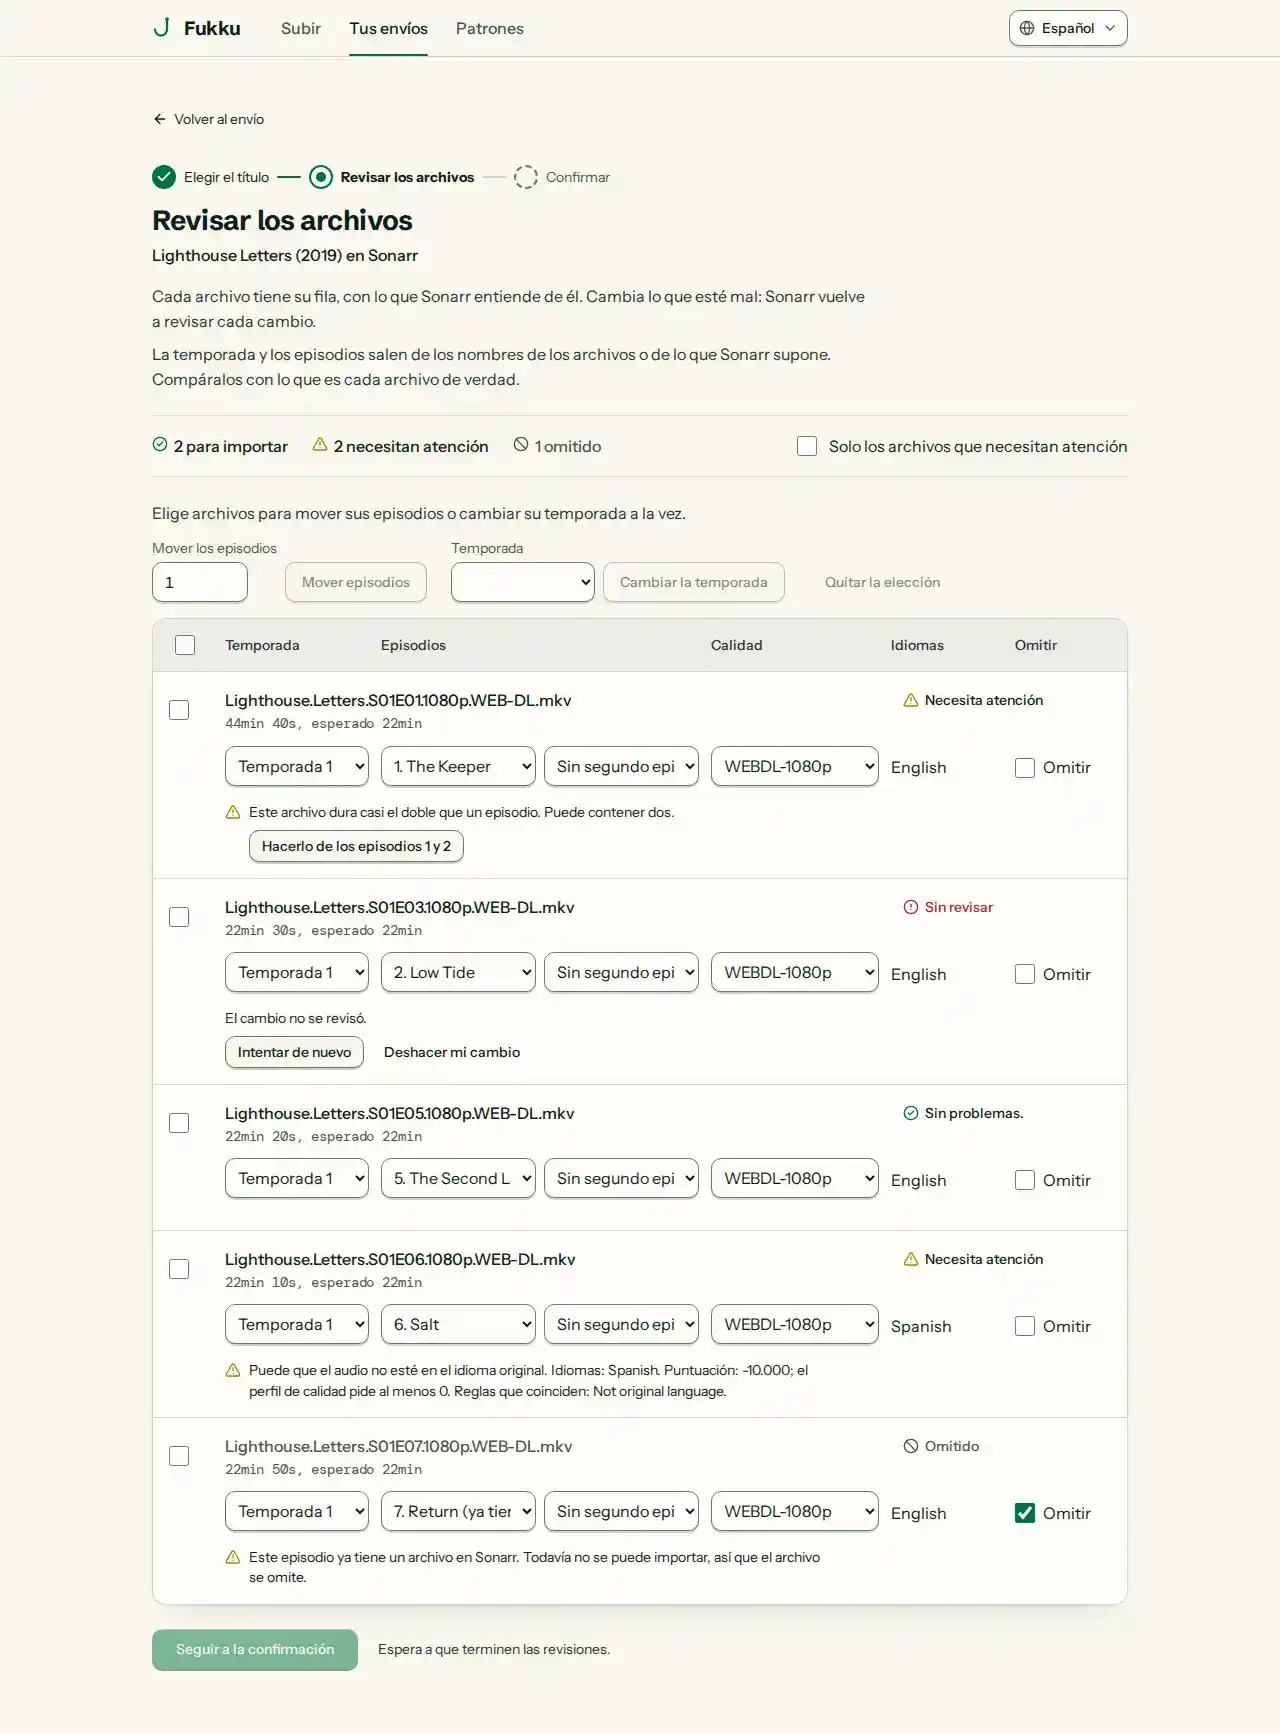 Fukku
Subir
Tus envíos
Patrones
Español
Volver al envío
Elegir el título
Revisar los archivos
Confirmar
Revisar los archivos
Lighthouse Letters (2019) en Sonarr
Cada archivo tiene su fila, con lo que Sonarr entiende de él. Cambia lo que esté mal: Sonarr vuelve
a revisar cada cambio.
La temporada y los episodios salen de los nombres de los archivos o de lo que Sonarr supone.
Compáralos con lo que es cada archivo de verdad.
2 para importar
2 necesitan atención
1 omitido
Solo los archivos que necesitan atención
Elige archivos para mover sus episodios o cambiar su temporada a la vez.
Mover los episodios
Temporada
1
Mover episodios
Cambiar la temporada
Quitar la elección
Temporada
Episodios
Calidad
Idiomas
Omitir
Lighthouse.Letters.S01E01.1080p.WEB-DL.mkv
Necesita atención
44min 40s, esperado 22min
Temporada 1
1. The Keeper
Sin segundo epi
WEBDL-1080p
English
Omitir
Este archivo dura casi el doble que un episodio. Puede contener dos.
Hacerlo de los episodios 1 y 2
Lighthouse.Letters.S01E03.1080p.WEB-DL.mkv
Sin revisar
22min 30s, esperado 22min
Temporada 1
2. Low Tide
Sin segundo epi
WEBDL-1080p
English
Omitir
El cambio no se revisó.
Intentar de nuevo
Deshacer mi cambio
Lighthouse.Letters.S01E05.1080p.WEB-DL.mkv
Sin problemas.
22min 20s, esperado 22min
Temporada 1
5. The Second L
Sin segundo epi
WEBDL-1080p
English
Omitir
Lighthouse.Letters.S01E06.1080p.WEB-DL.mkv
Necesita atención
22min 10s, esperado 22min
Temporada 1
6. Salt
Sin segundo epi
WEBDL-1080p
Spanish
Omitir
Puede que el audio no esté en el idioma original. Idiomas: Spanish. Puntuación: -10.000; el
perfil de calidad pide al menos 0. Reglas que coinciden: Not original language.
Lighthouse.Letters.S01E07.1080p.WEB-DL.mkv
Omitido
22min 50s, esperado 22min
Temporada 1
7. Return (ya tier
Sin segundo epi
WEBDL-1080p
English
Omitir
Este episodio ya tiene un archivo en Sonarr. Todavía no se puede importar, así que el archivo
se omite.
Seguir a la confirmación
Espera a que terminen las revisiones.